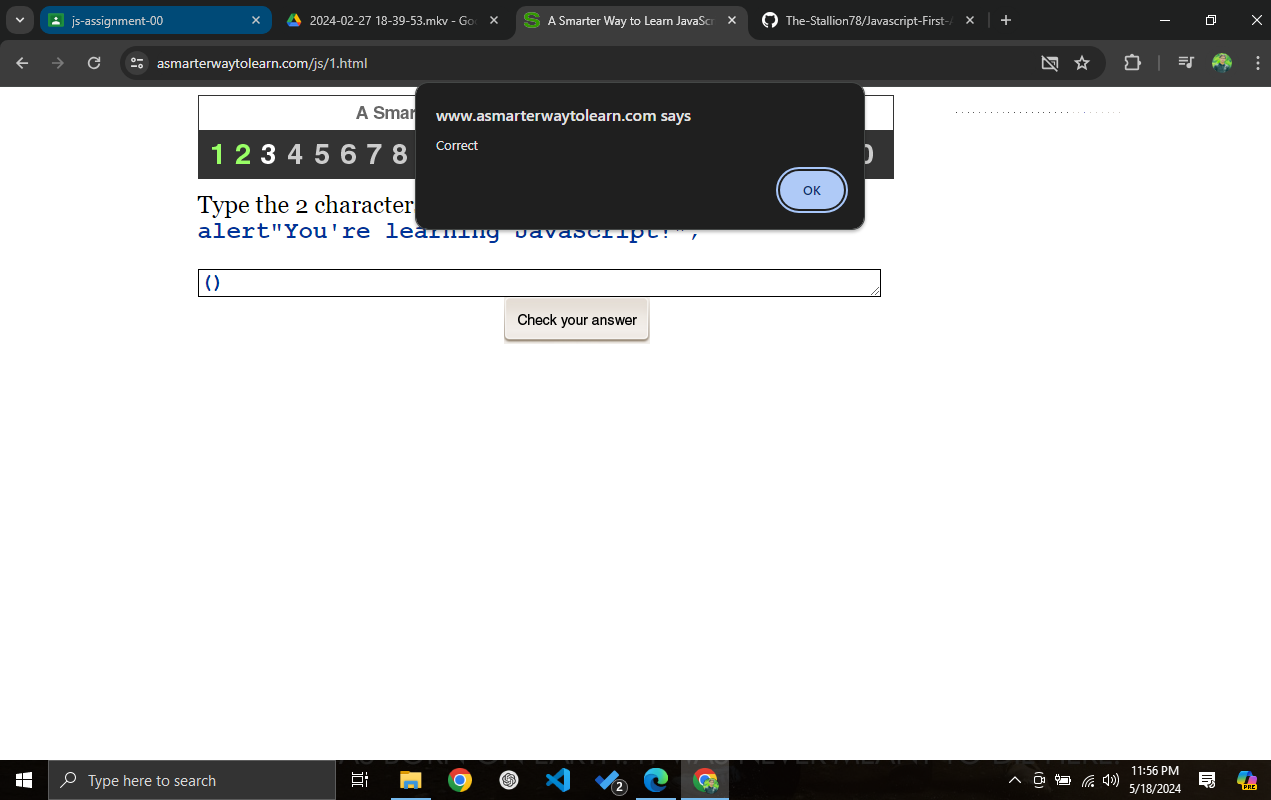 js-assignment-00
2024-02-27 18-39-53.mkv - Goo
A Smarter Way to Learn JavaScr
The-Stallion78/Javascript-First-A
asmarterwaytolearn.com/js/1.html
A Smar
www.asmarterwaytolearn.com says
Correct
OK
1 2 3 4 5 6 7 8 0
Type the 2 character
alert"You're learning JavaScript!";
()
Check your answer
Type here to search
2
11:56 PM
5/18/2024
PRE